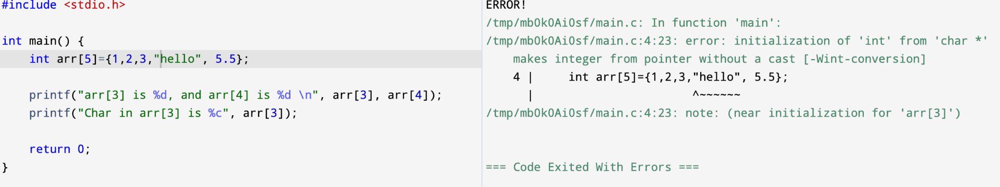 #include <stdio.h>
int main() {
    int arr[5]={1,2,3,"hello", 5.5};
    printf("arr[3] is %d, and arr[4] is %d \n", arr[3], arr[4]);
    printf("Char in arr[3] is %c", arr[3]);
    return 0;
}
ERROR!
/tmp/mbOkOAiOsf/main.c: In function 'main':
/tmp/mbOkOAiOsf/main.c:4:23: error: initialization of 'int' from 'char *'
    makes integer from pointer without a cast [-Wint-conversion]
    4 |     int arr[5]={1,2,3,"hello", 5.5};
      |                       ^~~~~~~
/tmp/mbOkOAiOsf/main.c:4:23: note: (near initialization for 'arr[3]')
=== Code Exited With Errors ===